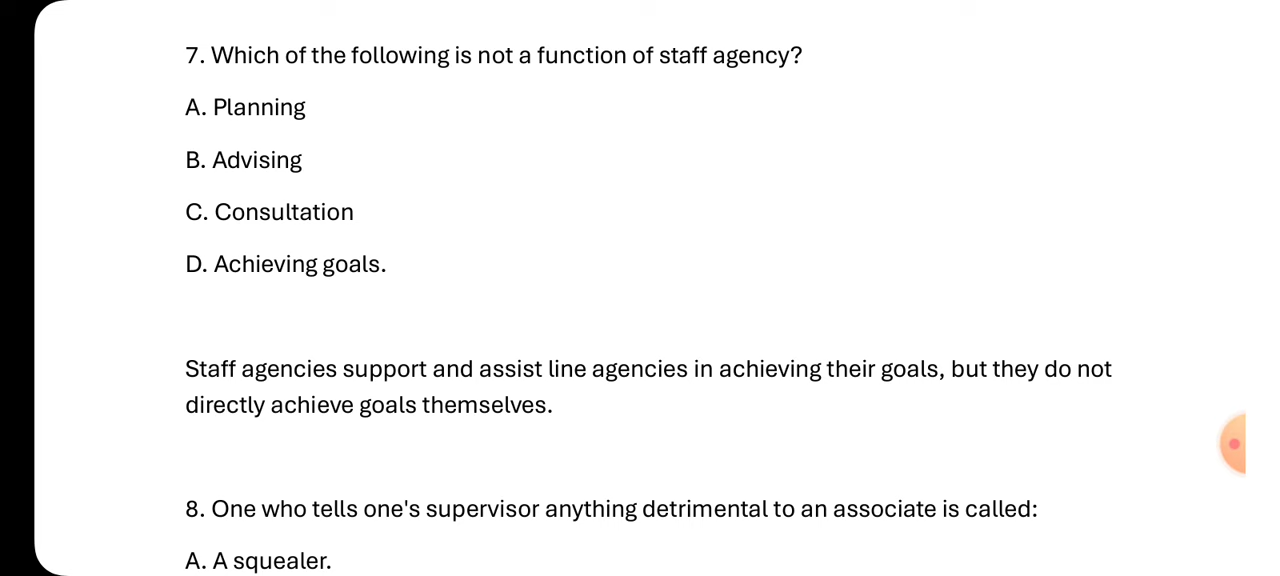 7. Which of the following is not a function of staff agency?
A. Planning
B. Advising
C. Consultation
D. Achieving goals.
Staff agencies support and assist line agencies in achieving their goals, but they do not
directly achieve goals themselves.
8. One who tells one's supervisor anything detrimental to an associate is called:
A. A squealer.